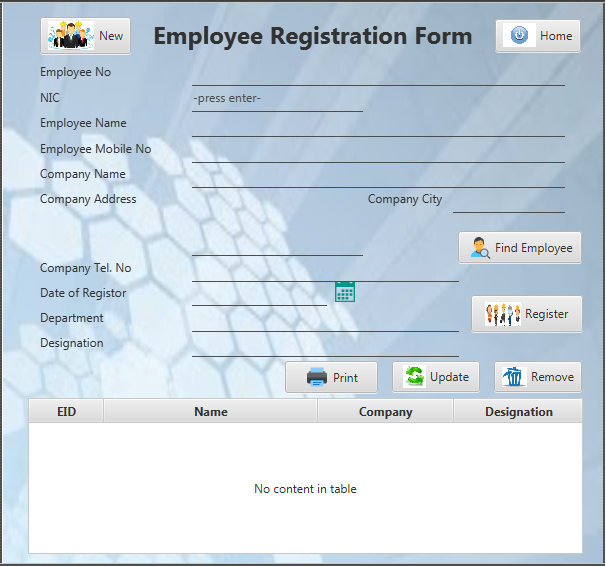 New Employee Registration Form Home
Employee No
NIC -press enter-
Employee Name
Employee Mobile No
Company Name
Company Address Company City
Find Employee
Company Tel. No
Date of Registor
Register
Department
Designation
Print Update Remove
EID Name Company Designation
No content in table